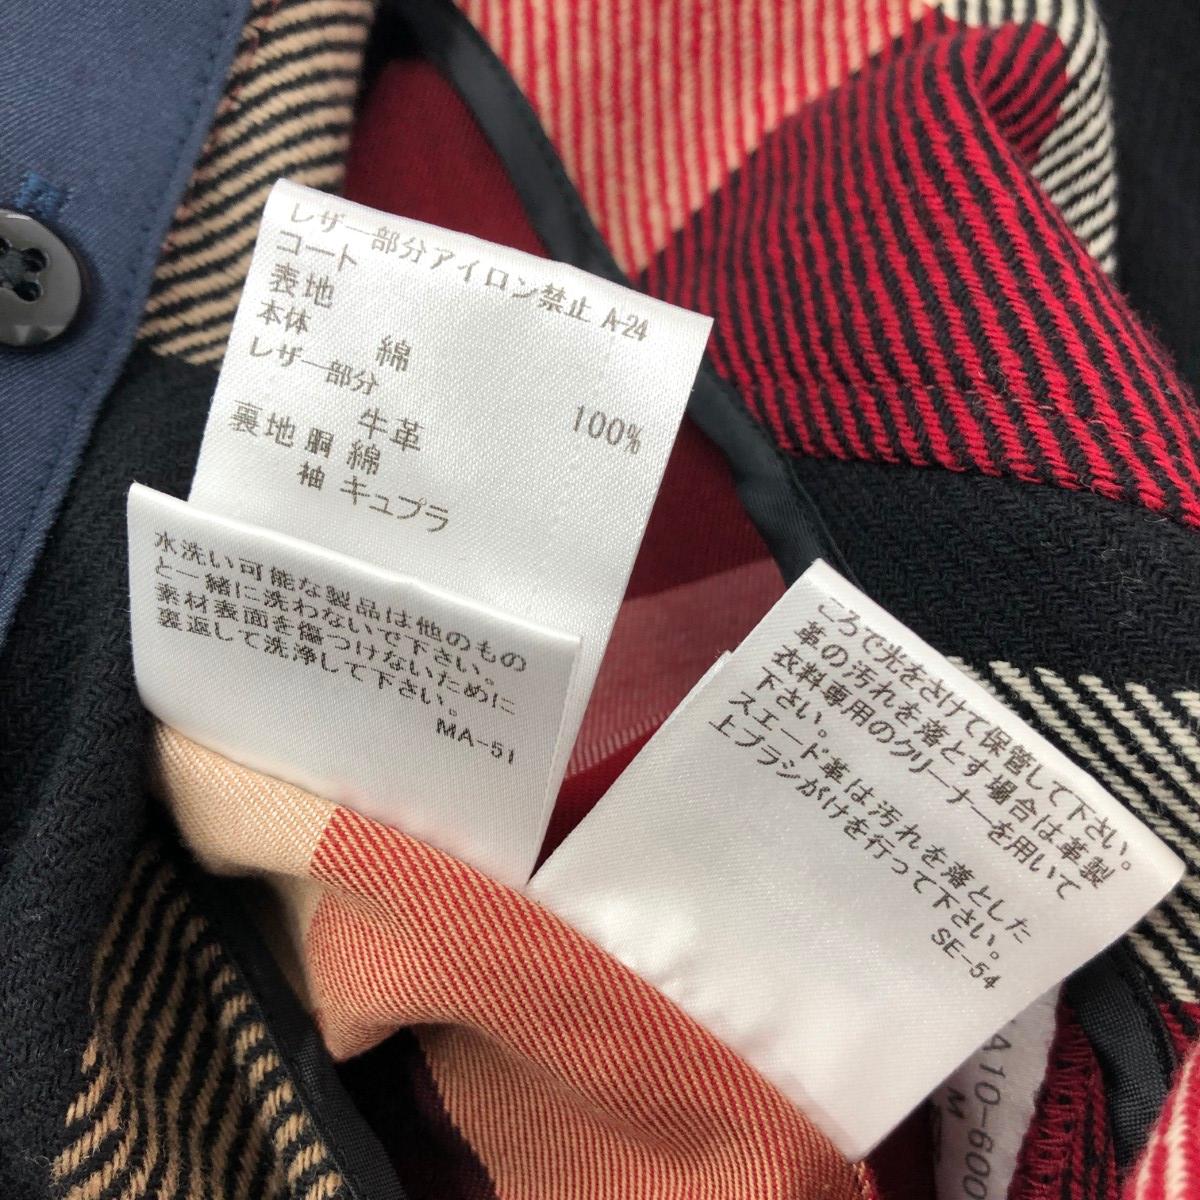 レザー部分アイロン禁止 A-24
コート
表地
本体
綿 100%
レザー部分
牛革
裏地 胴 綿
袖 キュプラ
水洗い可能な製品は他のもの
と一緒に洗わないで下さい。
素材表面を傷つけないために
裏返して洗浄して下さい。
MA-51
ころで光をさけて保管して下さい。
革の汚れを落とす場合は革製
衣料専用のクリーナーを用いて
下さい。
スエード革は汚れを落とした
上ブラシがけを行って下さい。
SE-54
A10-600
M